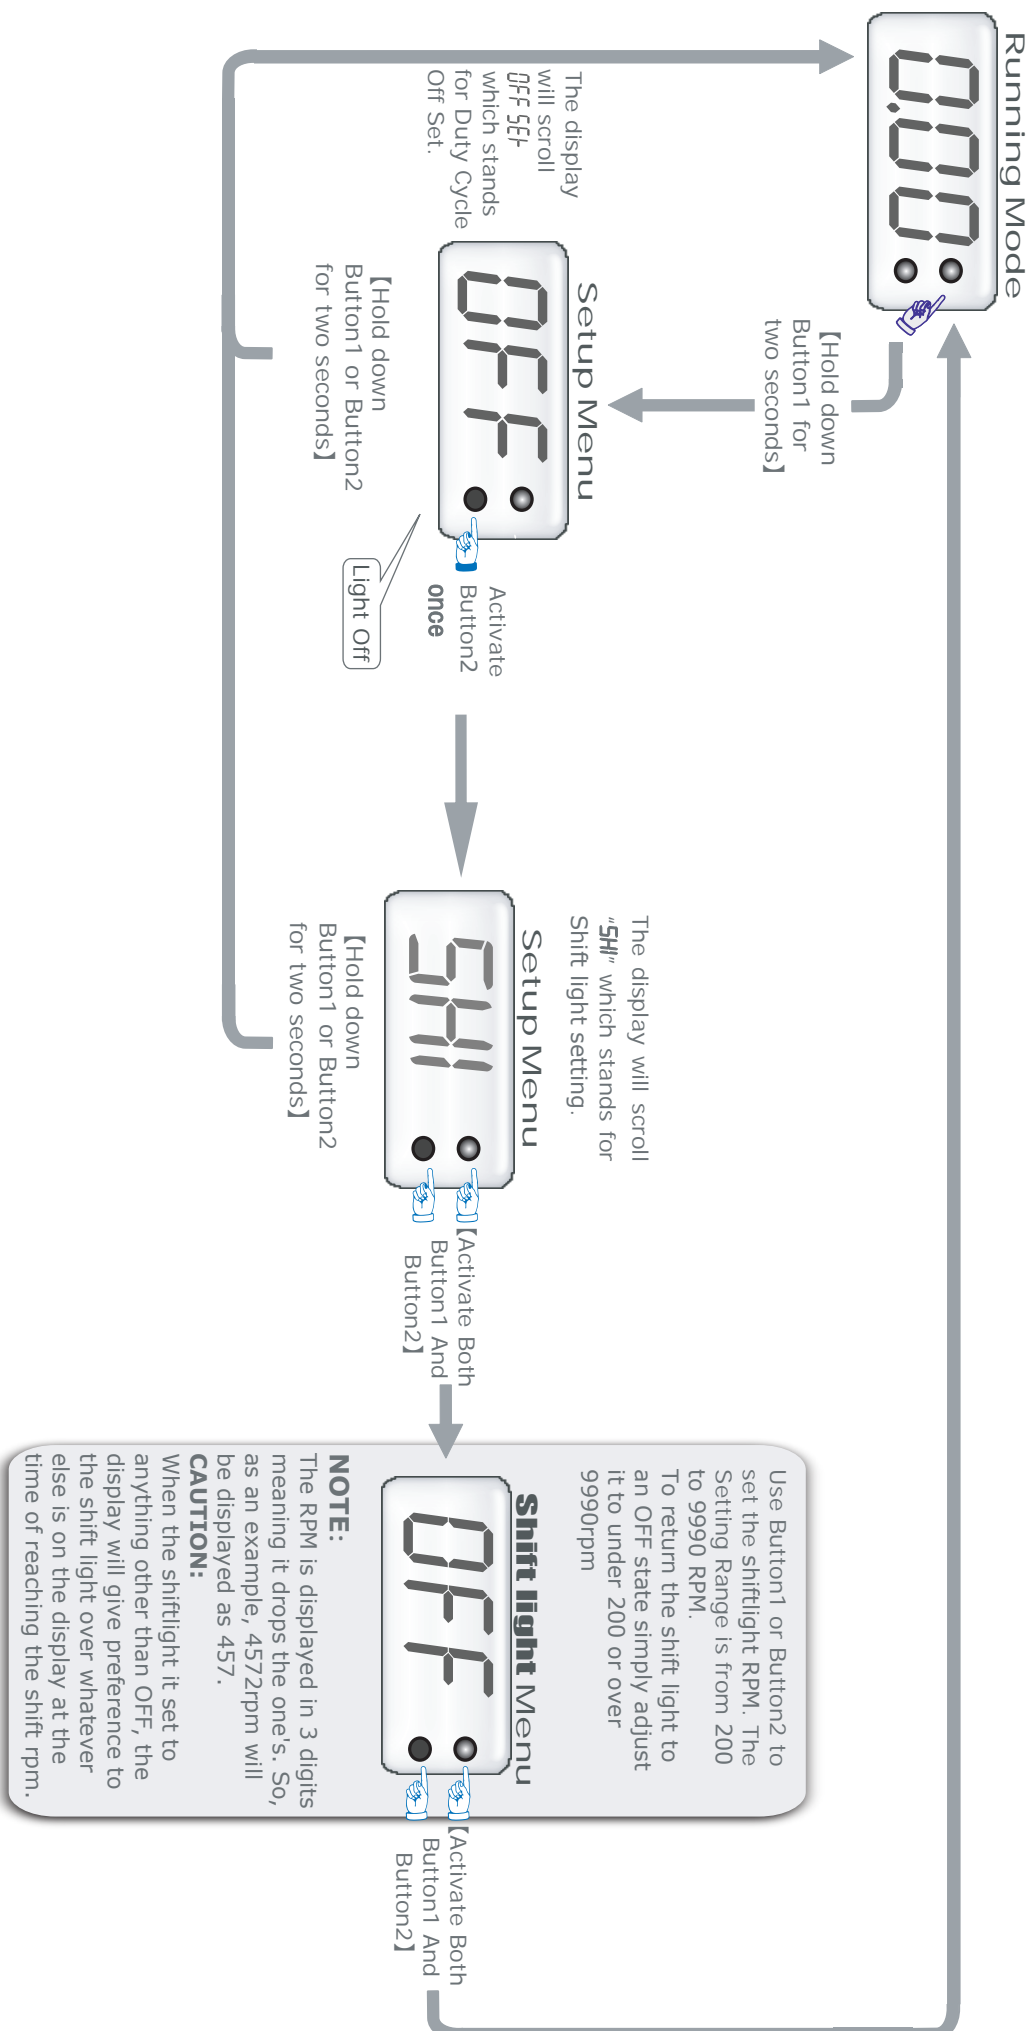 Running Mode
0.00
【Hold down
Button1 for
two seconds】
The display
will scroll
OFF SEt
which stands
for Duty Cycle
Off Set.
Setup Menu
OFF
【Hold down
Button1 or Button2
for two seconds】
Light Off
Activate
Button2
once
The display will scroll
"SHI" which stands for
Shift light setting.
Setup Menu
SHI
【Hold down
Button1 or Button2
for two seconds】
【Activate Both
Button1 And
Button2】
Use Button1 or Button2 to
set the shiftlight RPM. The
Setting Range is from 200
to 9990 RPM.
To return the shift light to
an OFF state simply adjust
it to under 200 or over
9990rpm
Shift light Menu
OFF
NOTE:
The RPM is displayed in 3 digits
meaning it drops the one's. So,
as an example, 4572rpm will
be displayed as 457.
CAUTION:
When the shiftlight it set to
anything other than OFF, the
display will give preference to
the shift light over whatever
else is on the display at the
time of reaching the shift rpm.
【Activate Both
Button1 And
Button2】